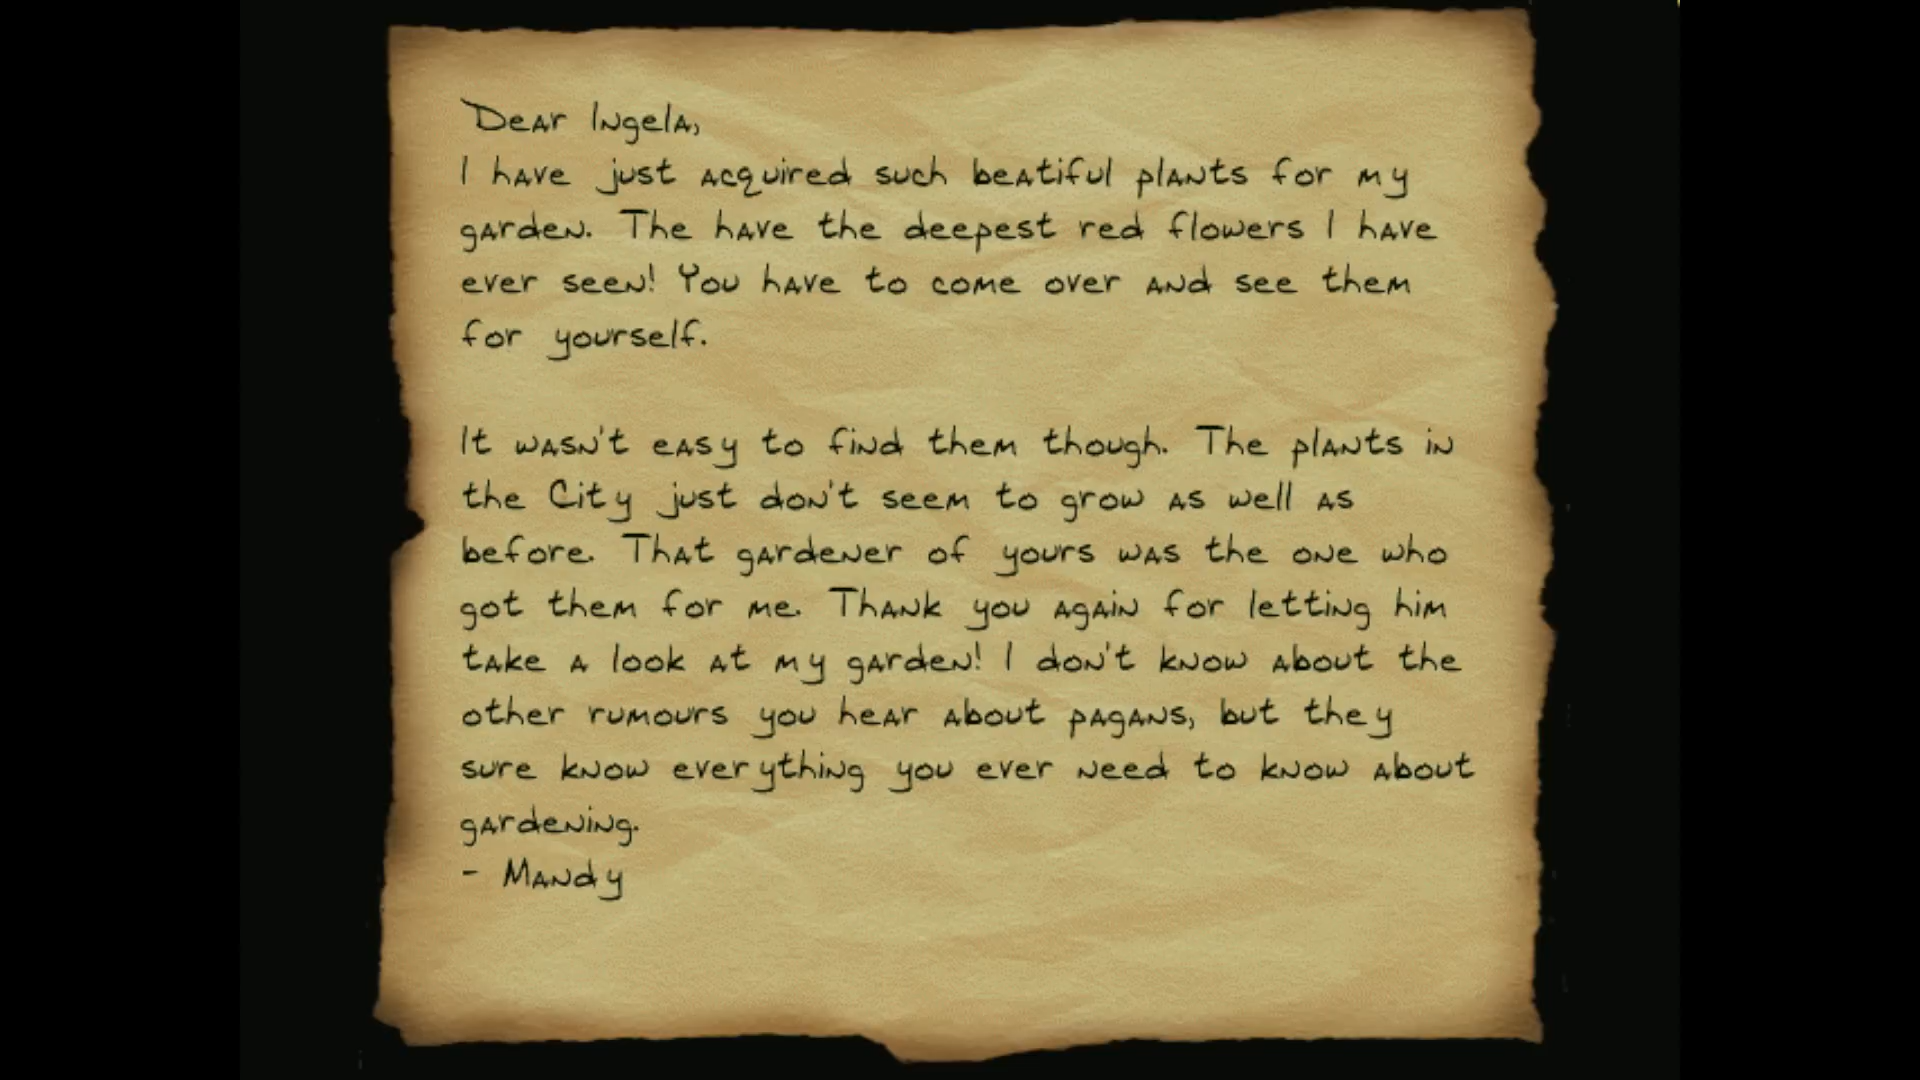 Dear Ingela,
I have just acquired such beatiful plants for my
garden. The have the deepest red flowers I have
ever seen! You have to come over and see them
for yourself.
It wasn't easy to find them though. The plants in
the City just don't seem to grow as well as
before. That gardener of yours was the one who
got them for me. Thank you again for letting him
take a look at my garden! I don't know about the
other rumours you hear about pagans, but they
sure know everything you ever need to know about
gardening.
- Mandy